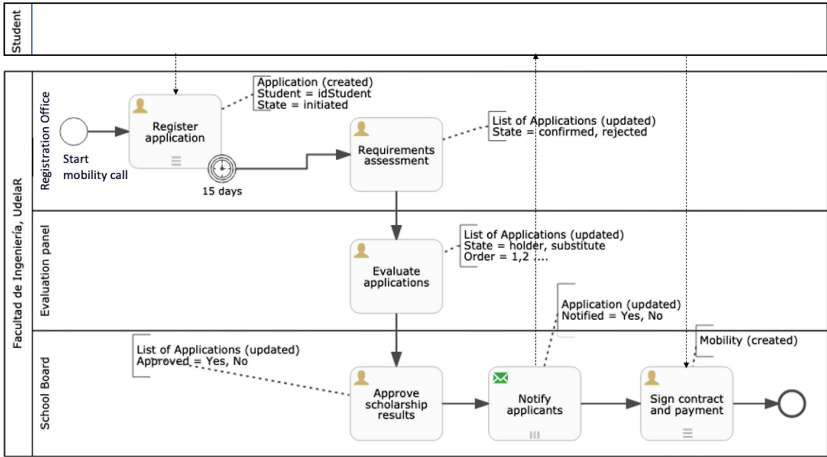 Student
Facultad de Ingeniería, UdelaR
Registration Office
Start
mobility call
Register
application
15 days
Application (created)
Student = idStudent
State = initiated
Requirements
assessment
List of Applications (updated)
State = confirmed, rejected
Evaluation panel
Evaluate
applications
List of Applications (updated)
State = holder, substitute
Order = 1,2 ....
School Board
List of Applications (updated)
Approved = Yes, No
Approve
scholarship
results
Application (updated)
Notified = Yes, No
Notify
applicants
Mobility (created)
Sign contract
and payment